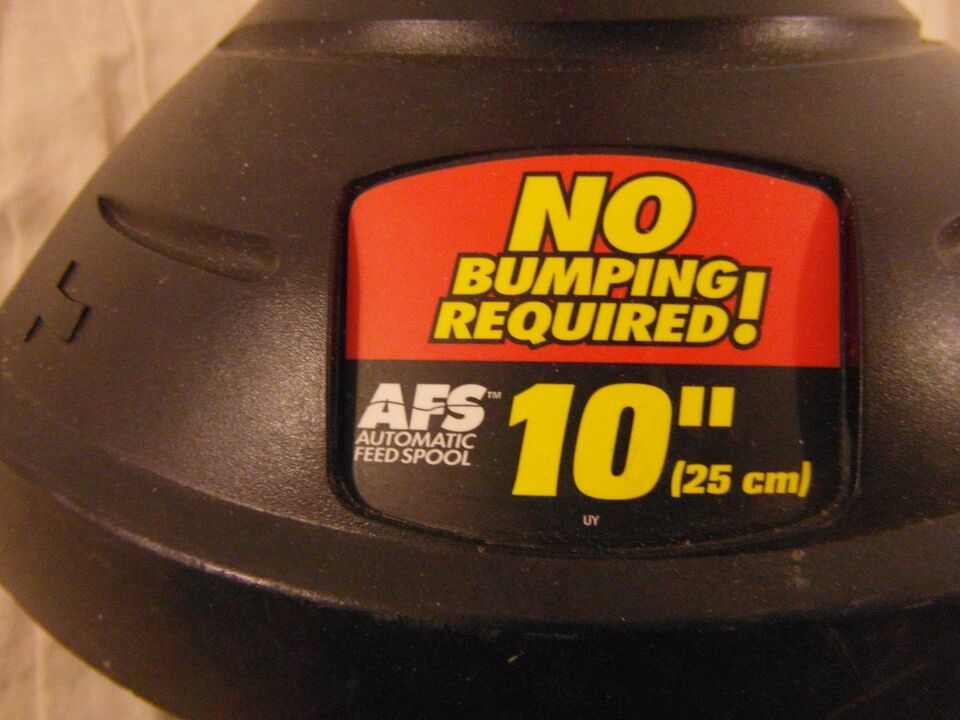 NO
BUMPING
REQUIRED!
AFS™
AUTOMATIC
FEED SPOOL
10"
(25 cm)
UY